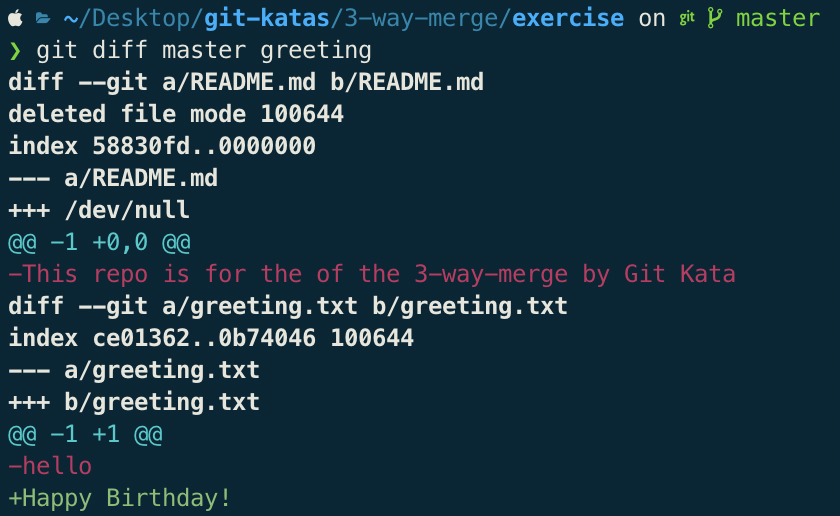 ~/Desktop/git-katas/3-way-merge/exercise on git master
❯ git diff master greeting
diff --git a/README.md b/README.md
deleted file mode 100644
index 58830fd..0000000
--- a/README.md
+++ /dev/null
@@ -1 +0,0 @@
-This repo is for the of the 3-way-merge by Git Kata
diff --git a/greeting.txt b/greeting.txt
index ce01362..0b74046 100644
--- a/greeting.txt
+++ b/greeting.txt
@@ -1 +1 @@
-hello
+Happy Birthday!